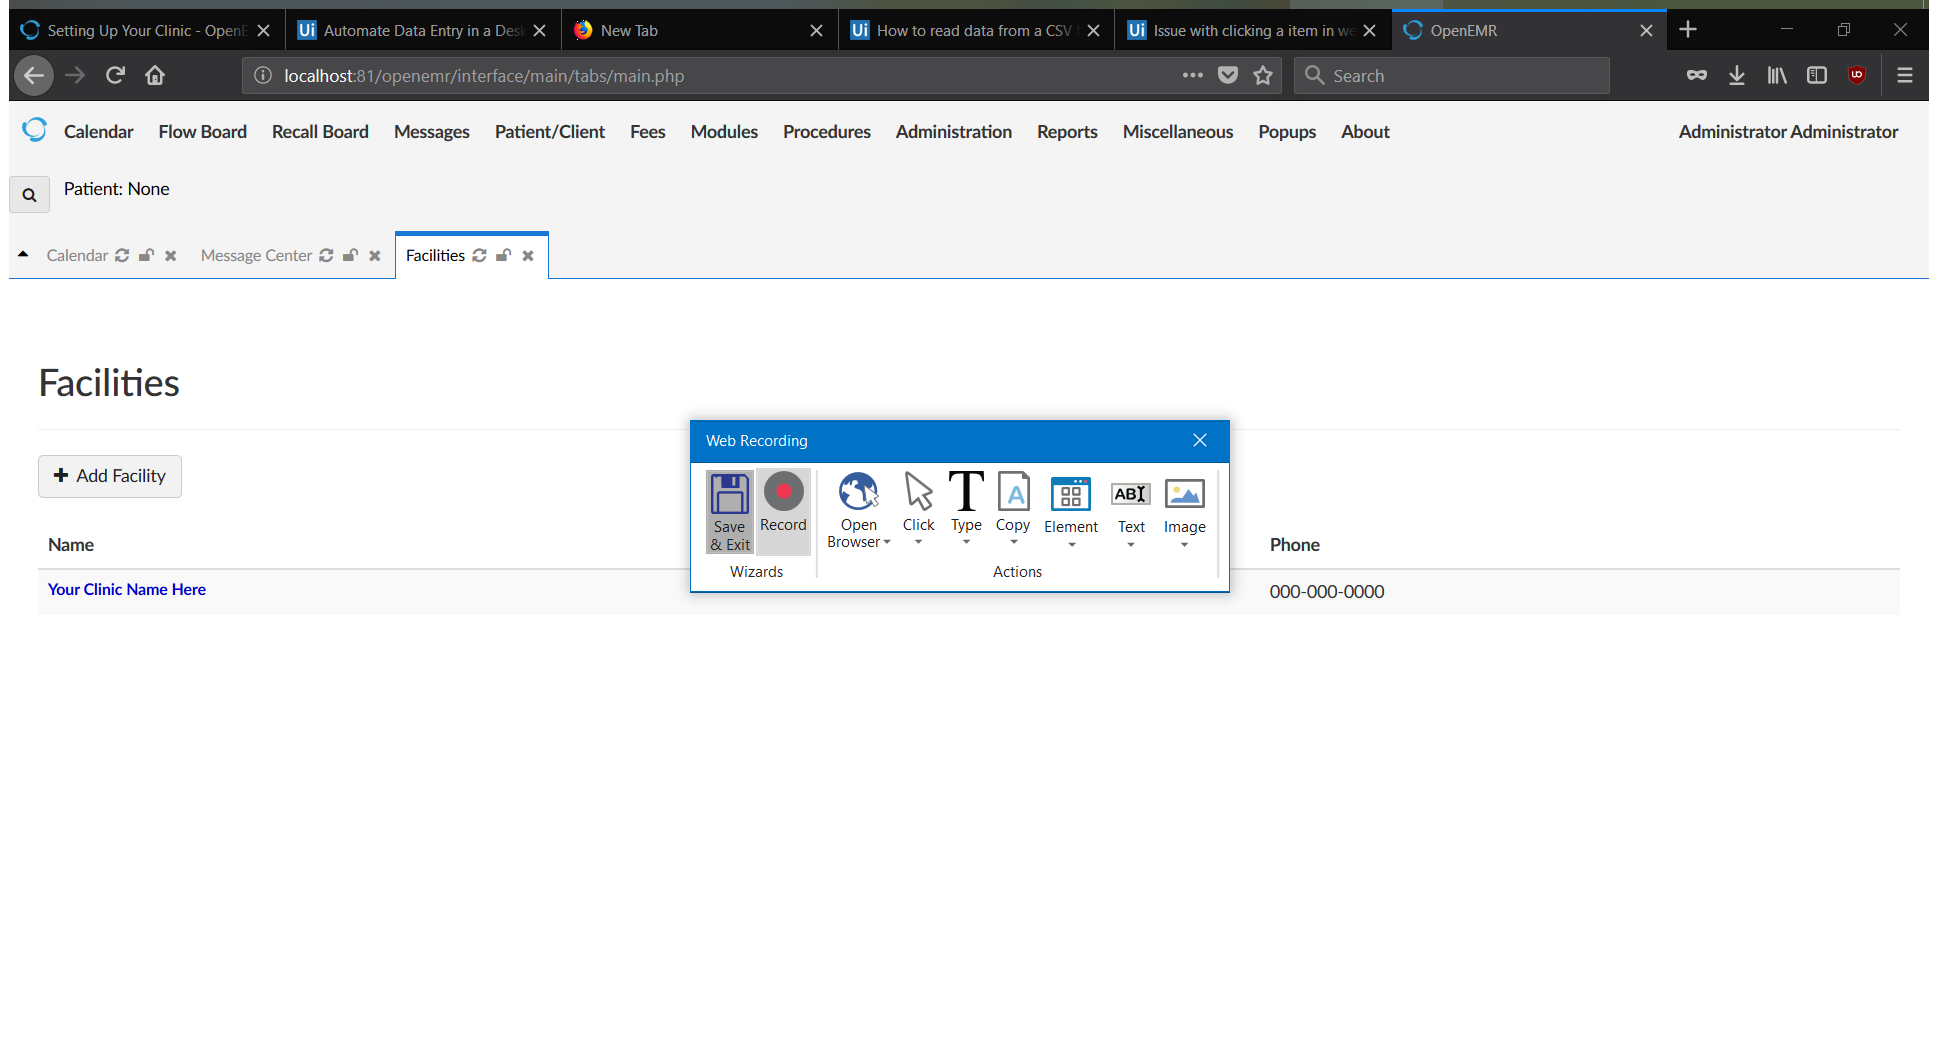 Setting Up Your Clinic - OpenE
Ui Automate Data Entry in a Desk
New Tab
Ui How to read data from a CSV f
Ui Issue with clicking a item in we
OpenEMR
localhost:81/openemr/interface/main/tabs/main.php
Search
Calendar Flow Board Recall Board Messages Patient/Client Fees Modules Procedures Administration Reports Miscellaneous Popups About Administrator Administrator
Patient: None
Calendar Message Center Facilities
Facilities
Web Recording
Add Facility
Save & Exit
Record
Open Browser
Click
Type
Copy
Element
ABI
Text
Image
Wizards
Actions
Name Phone
Your Clinic Name Here 000-000-0000